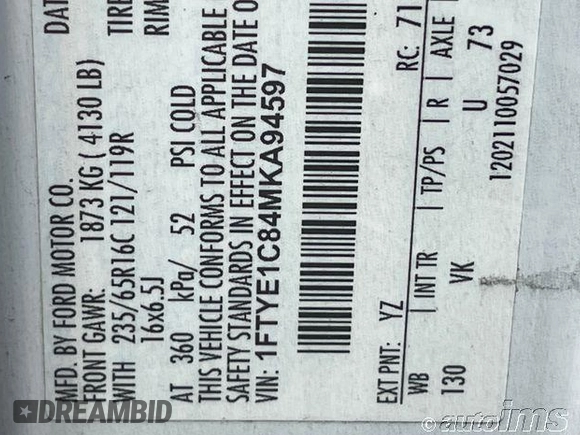 MFD. BY FORD MOTOR CO. DAT
FRONT GAWR: 1873 KG ( 4130 LB)
WITH 235/65R16C 121/119R TIRE
16x6.5J RIM
AT 360 kPa/ 52 PSI COLD
THIS VEHICLE CONFORMS TO ALL APPLICABLE
SAFETY STANDARDS IN EFFECT ON THE DATE O
VIN: 1FTYE1C84MKA94597
EXT PNT: YZ RC: 71
WB INT TR TP/PS R AXLE
130 VK U 73
1202110057029
DREAMBID
© autoims